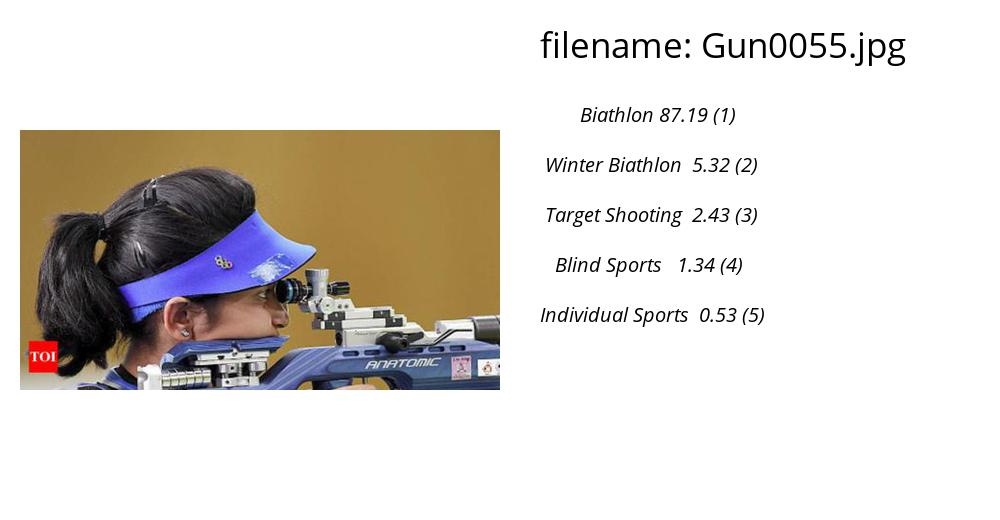 filename: Gun0055.jpg
Biathlon 87.19 (1)
Winter Biathlon 5.32 (2)
Target Shooting 2.43 (3)
Blind Sports 1.34 (4)
Individual Sports 0.53 (5)
TOI
ANATOMIC